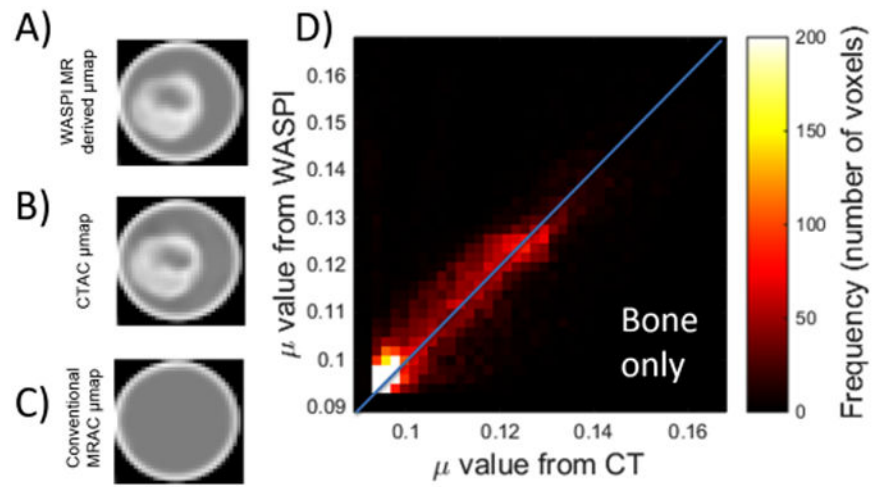 A)
WASPI MR
derived μmap
B)
CTAC μmap
C)
Conventional
MRAC μmap
D)
μ value from WASPI
0.16
0.15
0.14
0.13
0.12
0.11
0.1
0.09
0.1
0.12
0.14
0.16
μ value from CT
Bone
only
200
150
100
50
0
Frequency (number of voxels)